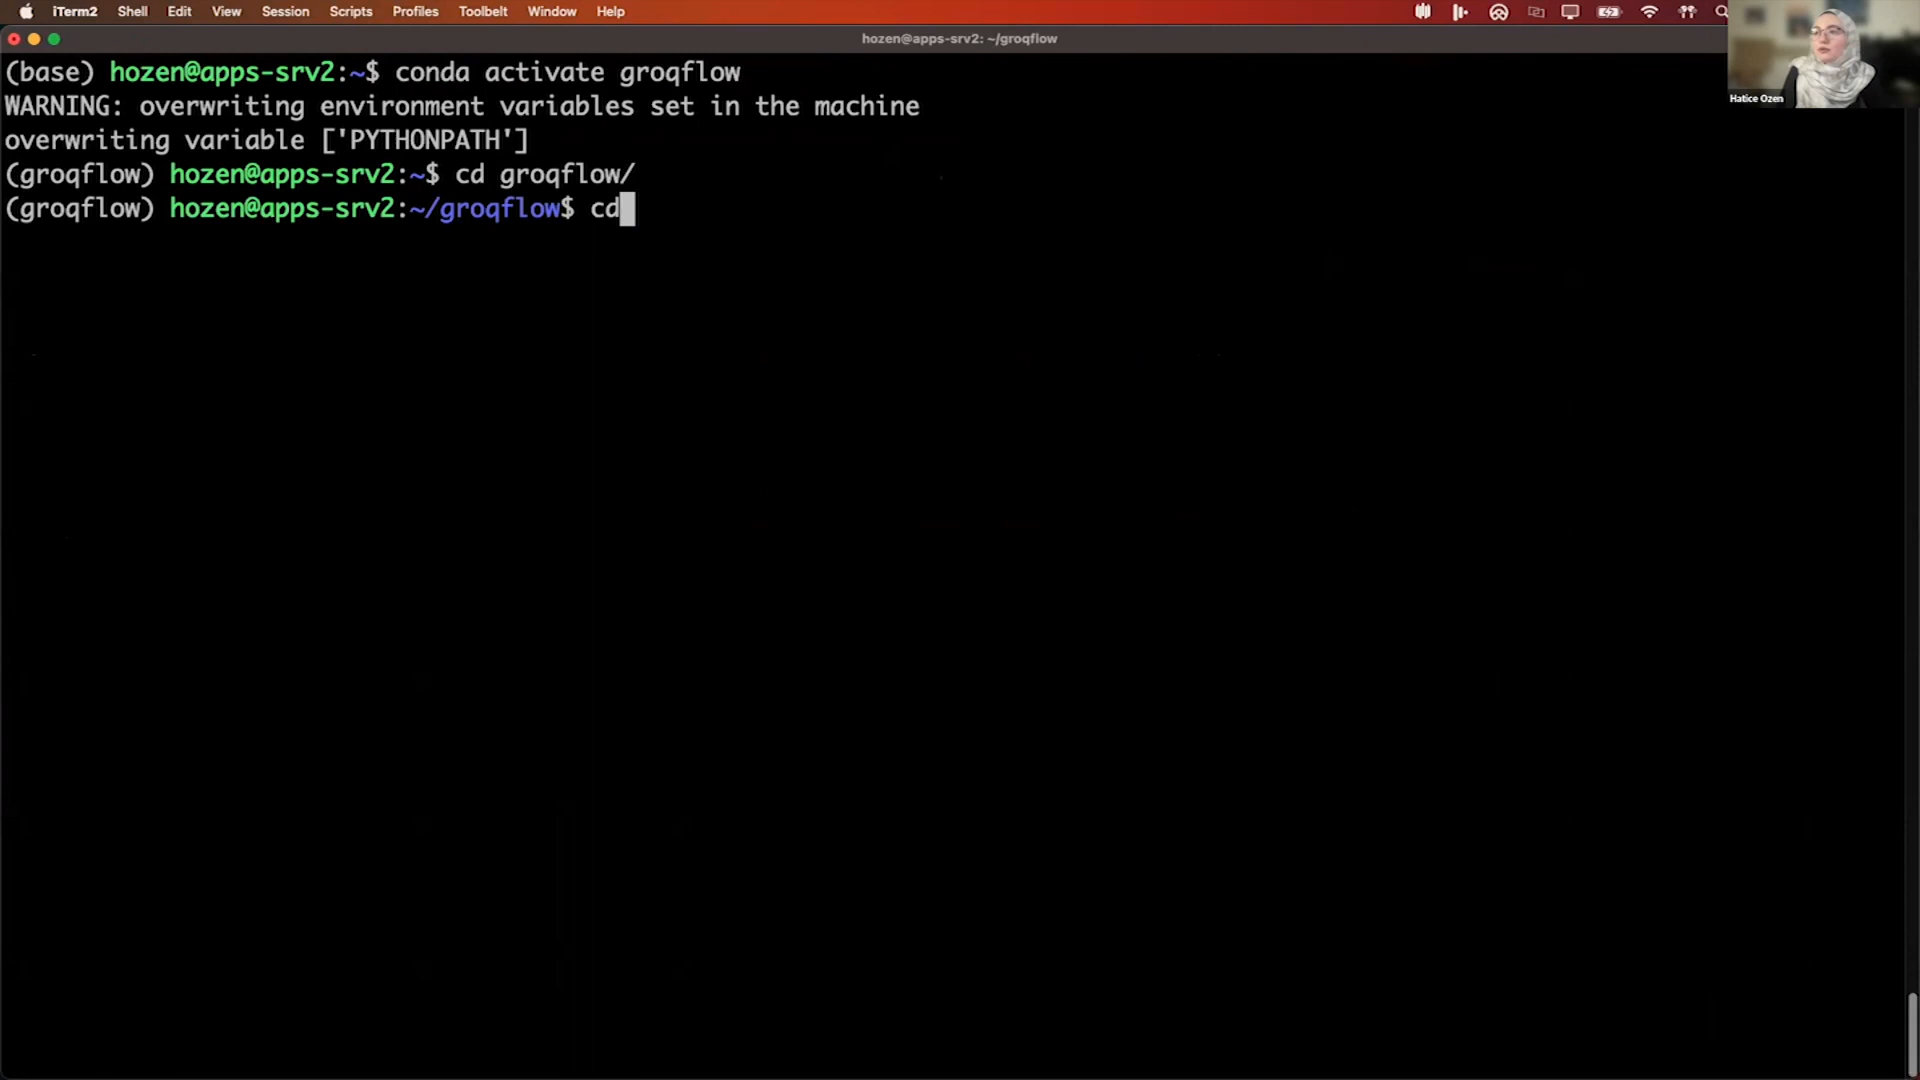 iTerm2 Shell Edit View Session Scripts Profiles Toolbelt Window Help
hozen@apps-srv2: ~/groqflow
(base) hozen@apps-srv2:~$ conda activate groqflow
WARNING: overwriting environment variables set in the machine
overwriting variable ['PYTHONPATH']
(groqflow) hozen@apps-srv2:~$ cd groqflow/
(groqflow) hozen@apps-srv2:~/groqflow$ cd
Hatice Ozen